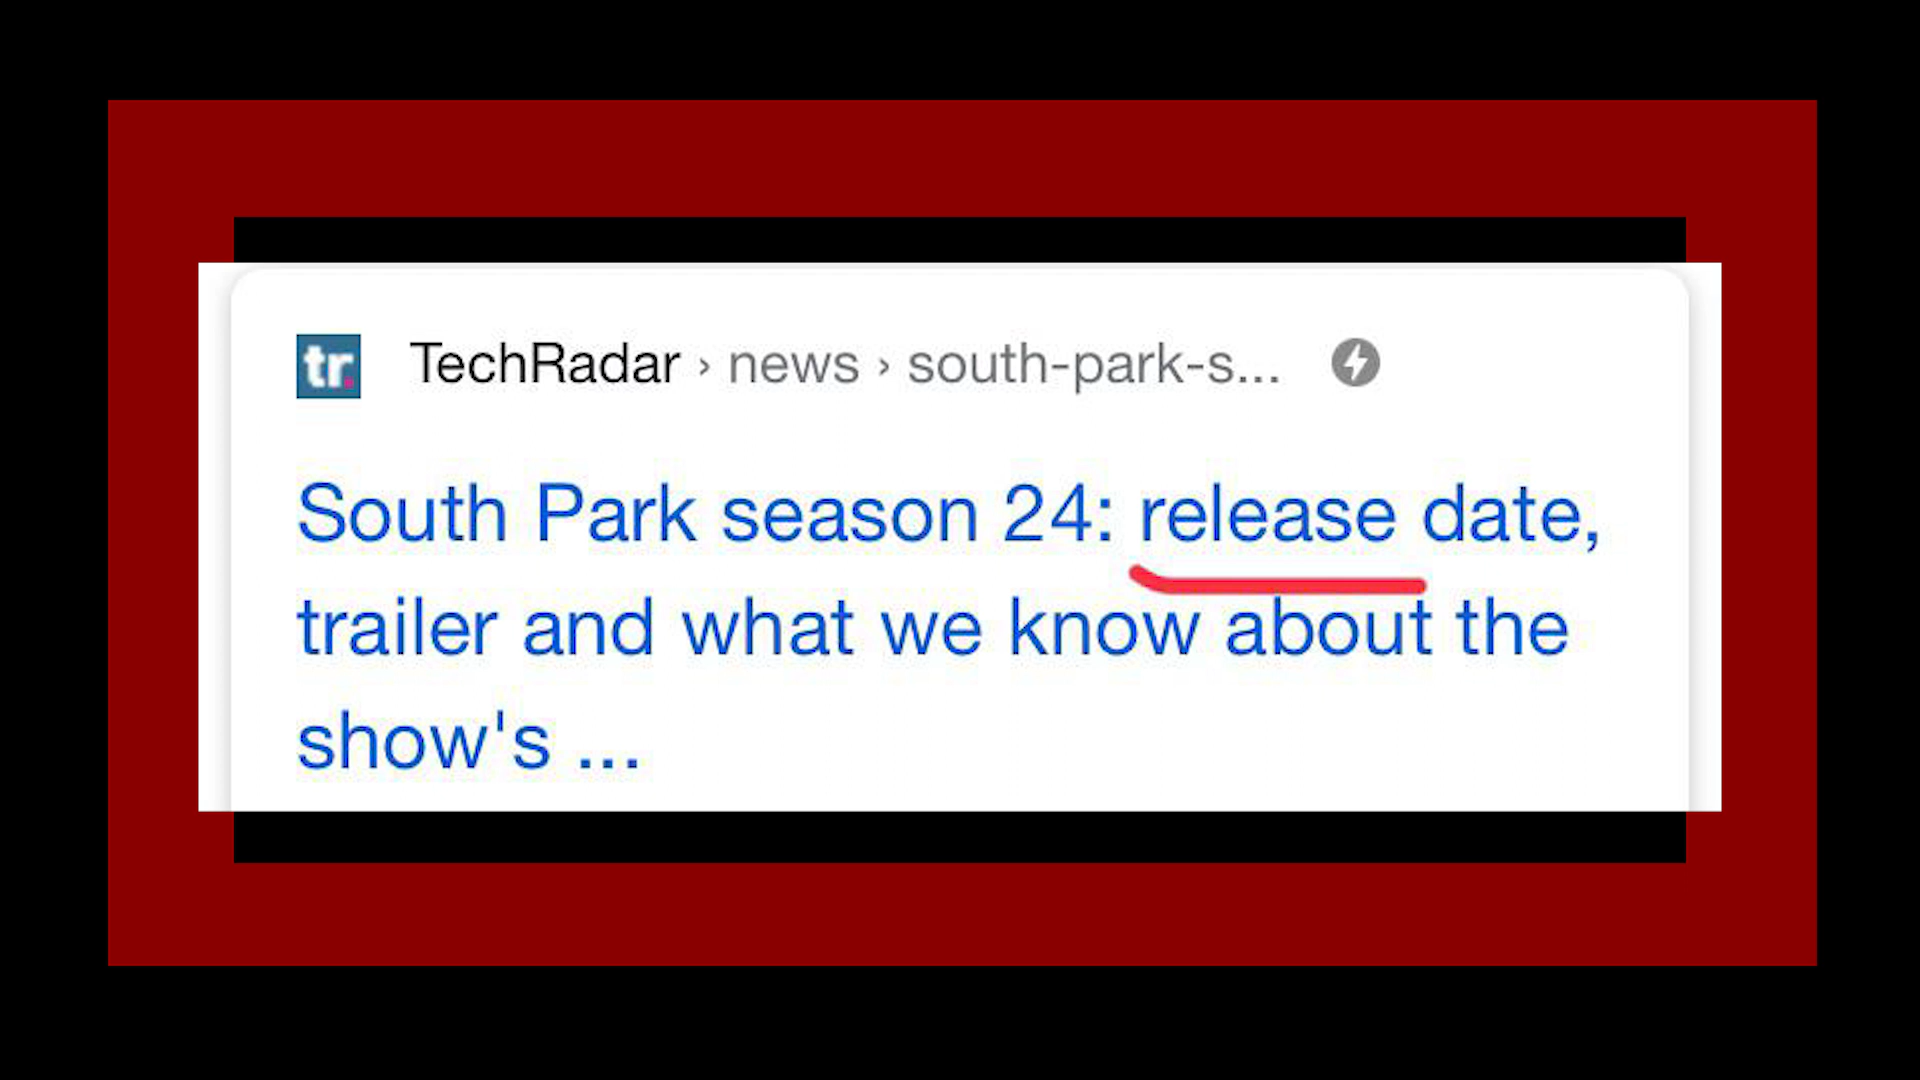 tr.
TechRadar › news › south-park-s...
South Park season 24: release date,
trailer and what we know about the
show's ...